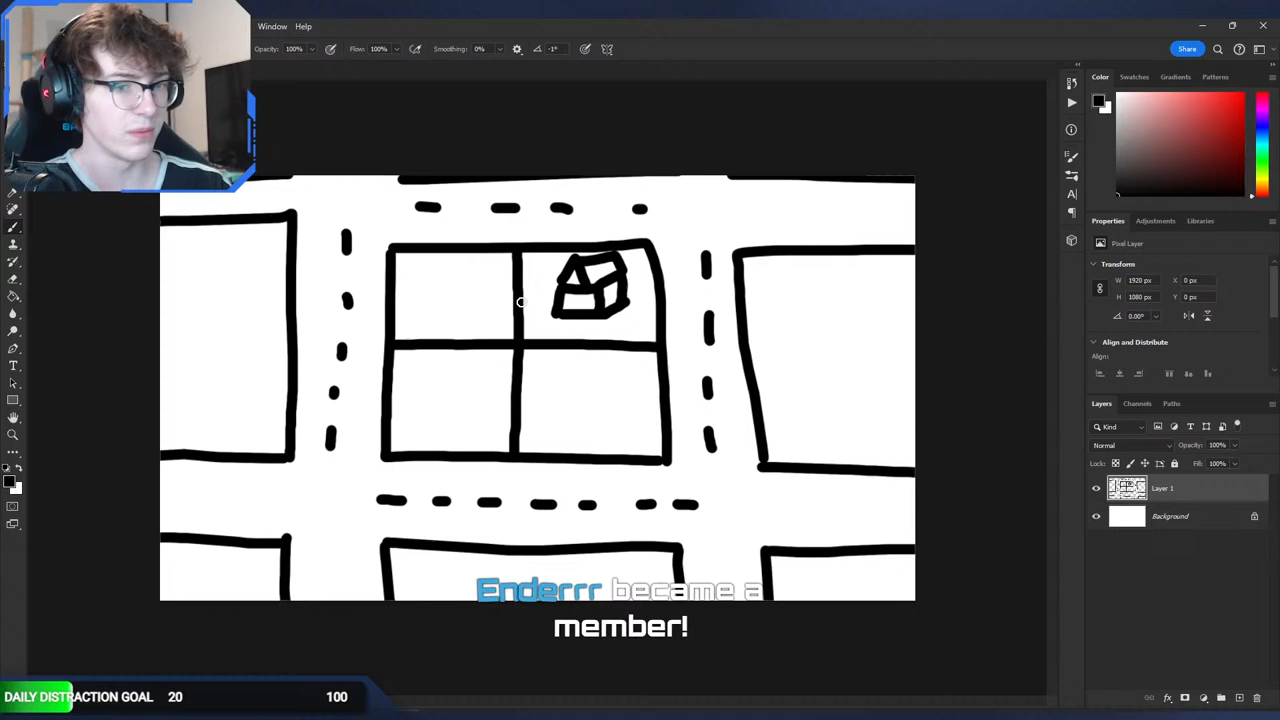 Window Help
Opacity: 100% Flow: 100% Smoothing: 0% -1° Share
Color Swatches Gradients Patterns
Properties Adjustments Libraries
Pixel Layer
Transform
W 1920 px X 0 px
H 1080 px Y 0 px
0.00°
Align and Distribute
Align:
Layers Channels Paths
Kind
Normal Opacity: 100%
Lock: Fill: 100%
Layer 1
Background
Enderrr became a
member!
DAILY DISTRACTION GOAL 20 100